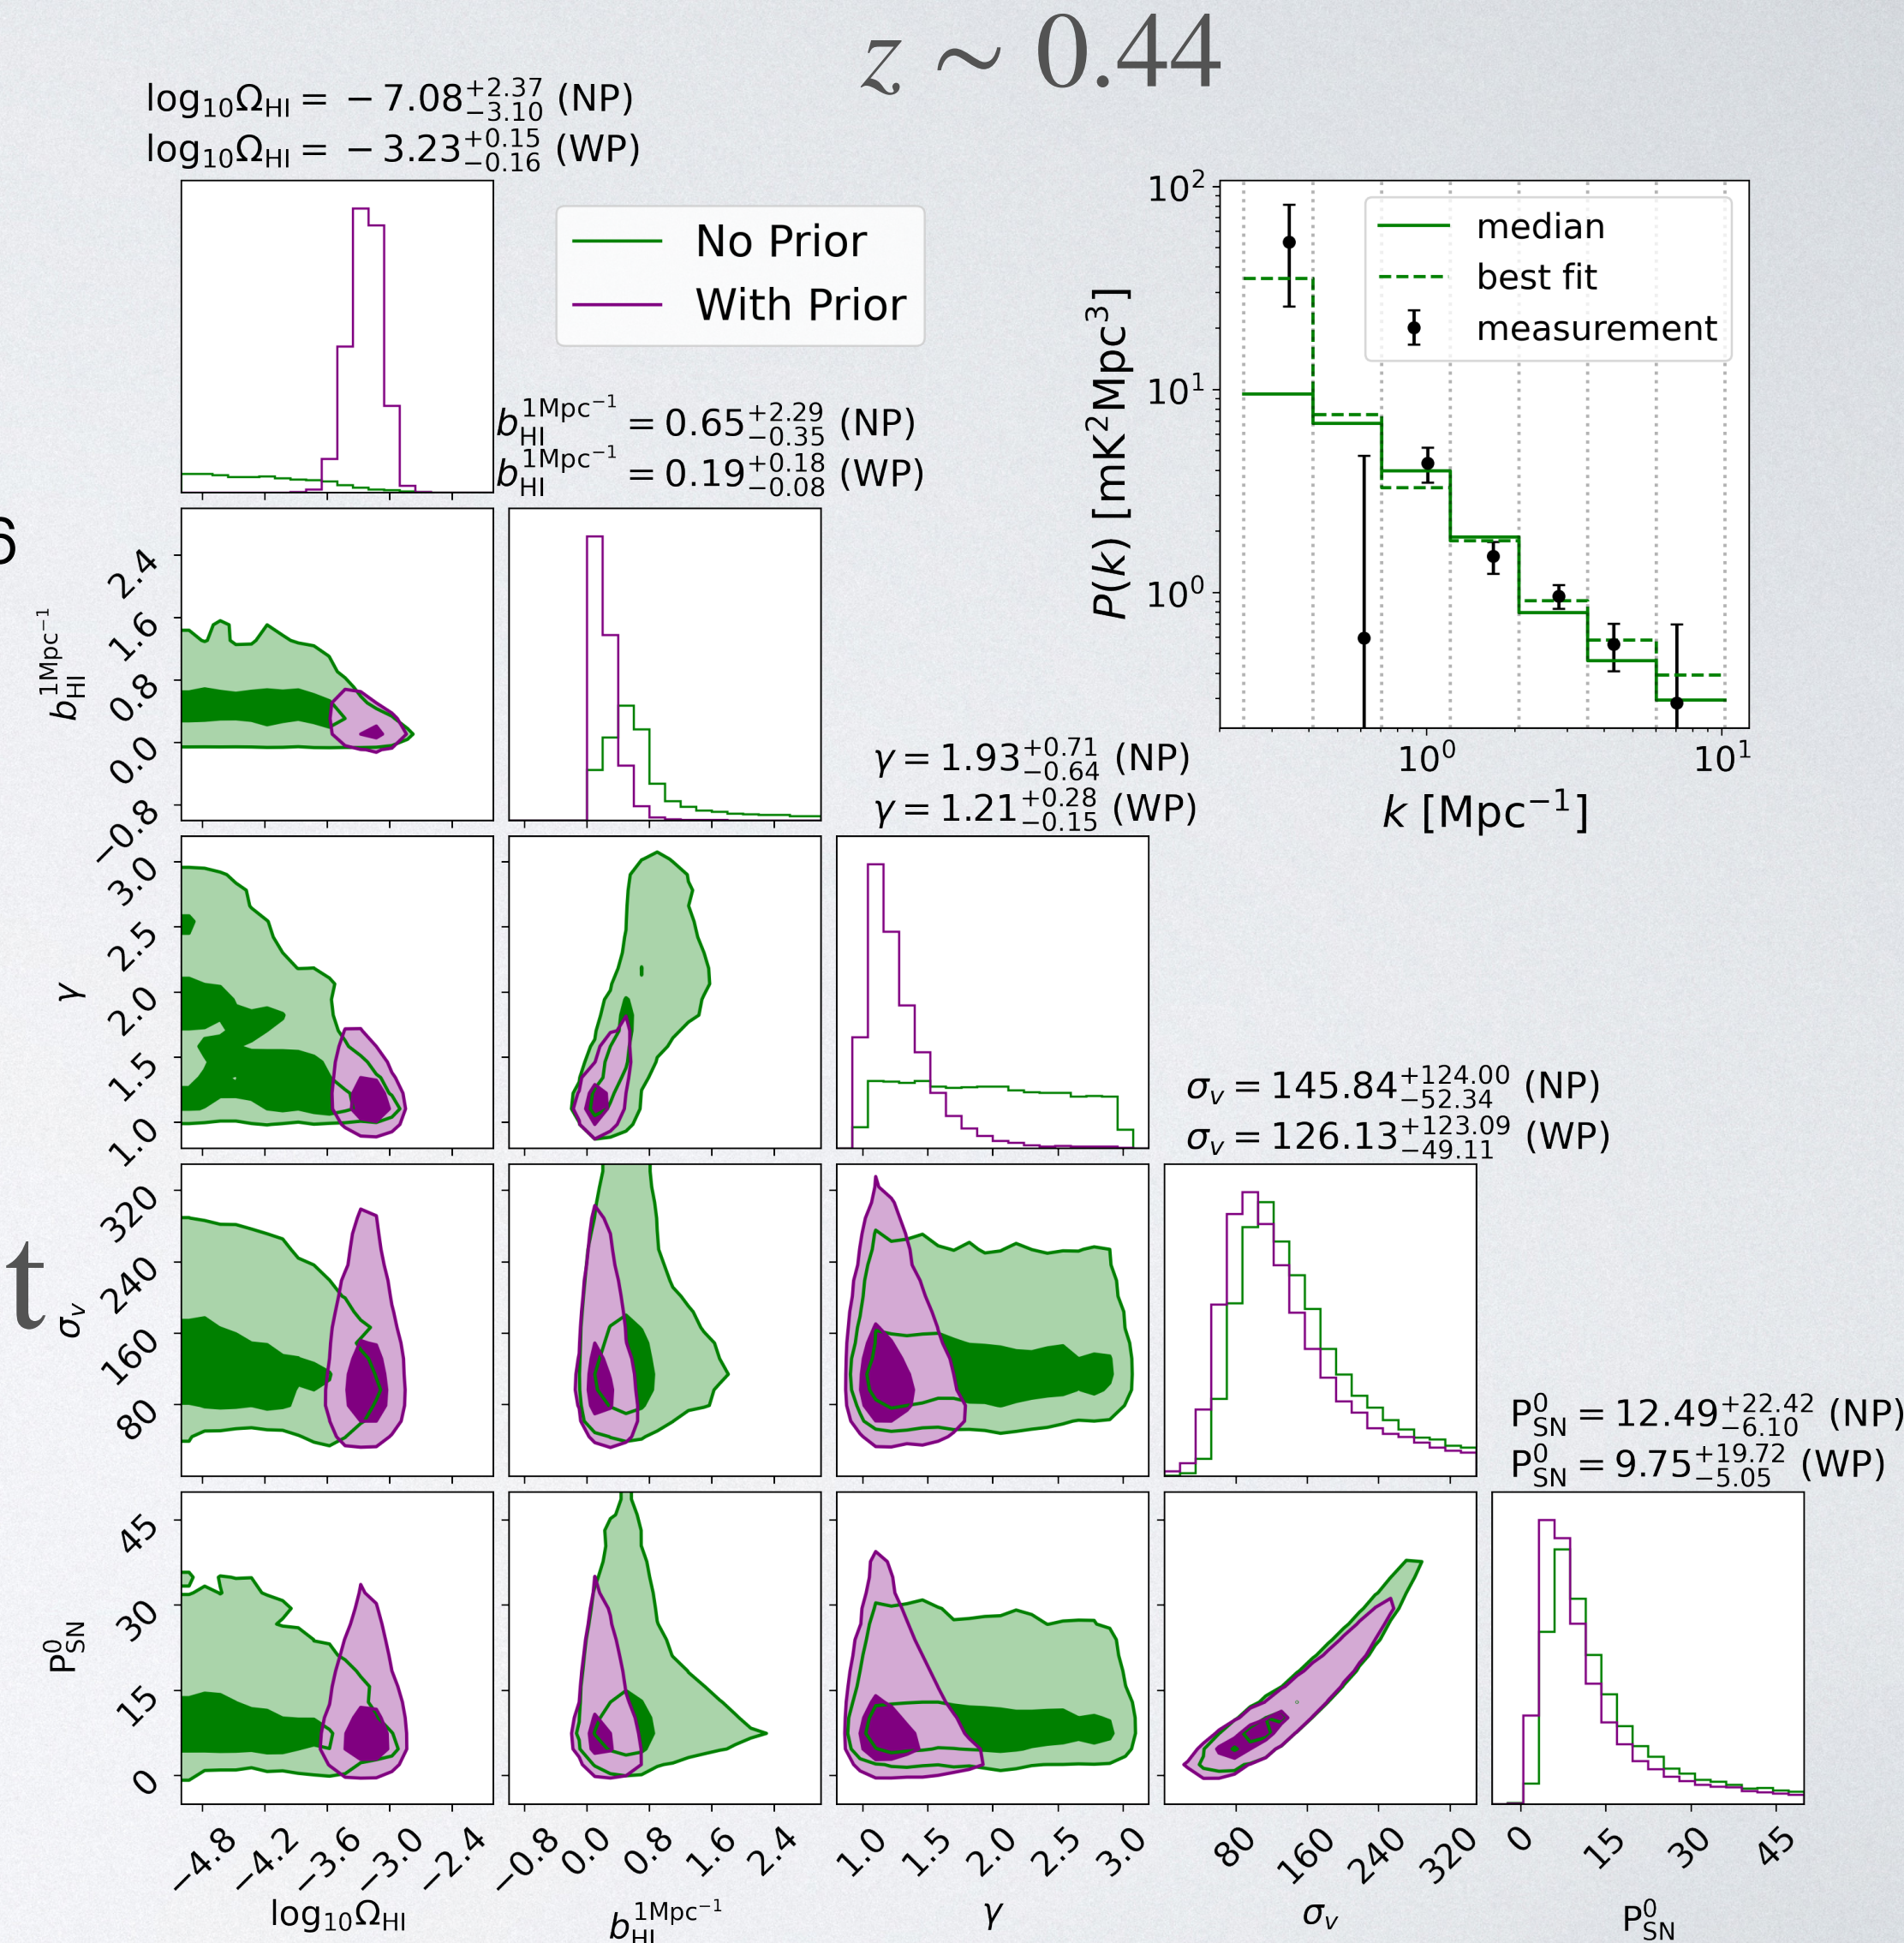 z ∼ 0.44
log₁₀Ω_HI = −7.08^{+2.37}_{−3.10} (NP)
log₁₀Ω_HI = −3.23^{+0.15}_{−0.16} (WP)
No Prior
With Prior
b_HI^{1Mpc⁻¹} = 0.65^{+2.29}_{−0.35} (NP)
b_HI^{1Mpc⁻¹} = 0.19^{+0.18}_{−0.08} (WP)
γ = 1.93^{+0.71}_{−0.64} (NP)
γ = 1.21^{+0.28}_{−0.15} (WP)
σ_v = 145.84^{+124.00}_{−52.34} (NP)
σ_v = 126.13^{+123.09}_{−49.11} (WP)
P_SN^0 = 12.49^{+22.42}_{−6.10} (NP)
P_SN^0 = 9.75^{+19.72}_{−5.05} (WP)
median
best fit
measurement
10²
10¹
10⁰
P(k) [mK²Mpc³]
10⁰ 10¹
k [Mpc⁻¹]
6
t
b_HI^{1Mpc⁻¹}
2.4
1.6
0.8
0.0
−0.8
γ
3.0
2.5
2.0
1.5
1.0
σ_v
320
240
160
80
P_SN^0
45
30
15
0
−4.8 −4.2 −3.6 −3.0 −2.4
−0.8 0.0 0.8 1.6 2.4
1.0 1.5 2.0 2.5 3.0
80 160 240 320
0 15 30 45
log₁₀Ω_HI
b_HI^{1Mpc⁻¹}
γ
σ_v
P_SN^0